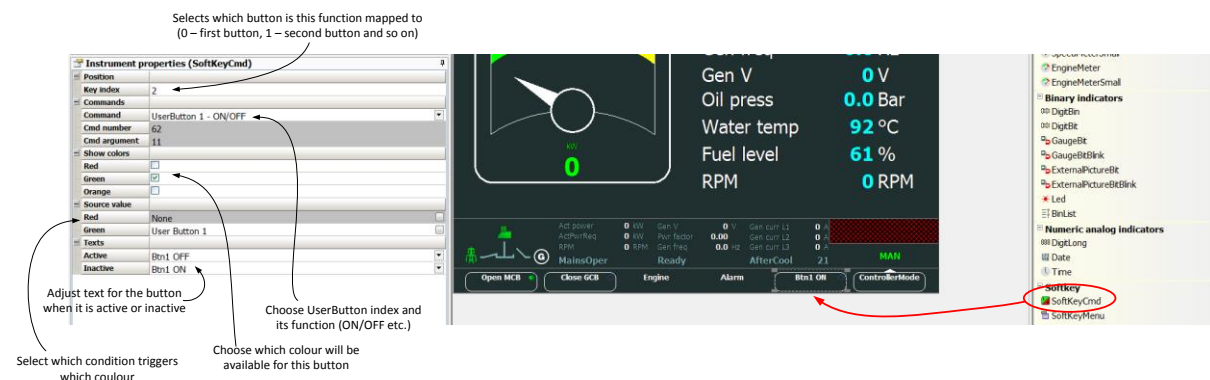 Selects which button is this function mapped to
(0 – first button, 1 – second button and so on)
Instrument properties (SoftKeyCmd)
Position
Key index 2
Commands
Command UserButton 1 - ON/OFF
Cmd number 62
Cmd argument 11
Show colors
Red
Green
Orange
Source value
Red None
Green User Button 1
Texts
Active Btn1 OFF
Inactive Btn1 ON
Adjust text for the button
when it is active or inactive
Choose UserButton index and
its function (ON/OFF etc.)
Choose which colour will be
available for this button
Select which condition triggers
which coulour
kW
0
Gen V 0 V
Oil press 0.0 Bar
Water temp 92 °C
Fuel level 61 %
RPM 0 RPM
Act power 0 kW Gen V 0 V Gen curr L1 0 A
ActPwrReq 0 kW Pwr factor 0.00 Gen curr L2 0
RPM 0 RPM Gen freq 0.0 Hz Gen curr L3 0 A
G MainsOper Ready AfterCool 21 MAN
Open MCB Close GCB Engine Alarm Btn1 ON ControllerMode
EngineMeter
EngineMeterSmall
Binary indicators
DigitBin
DigitBit
GaugeBit
GaugeBitBlink
ExternalPictureBit
ExternalPictureBitBlink
Led
BinList
Numeric analog indicators
DigitLong
Date
Time
Softkey
SoftKeyCmd
SoftKeyMenu